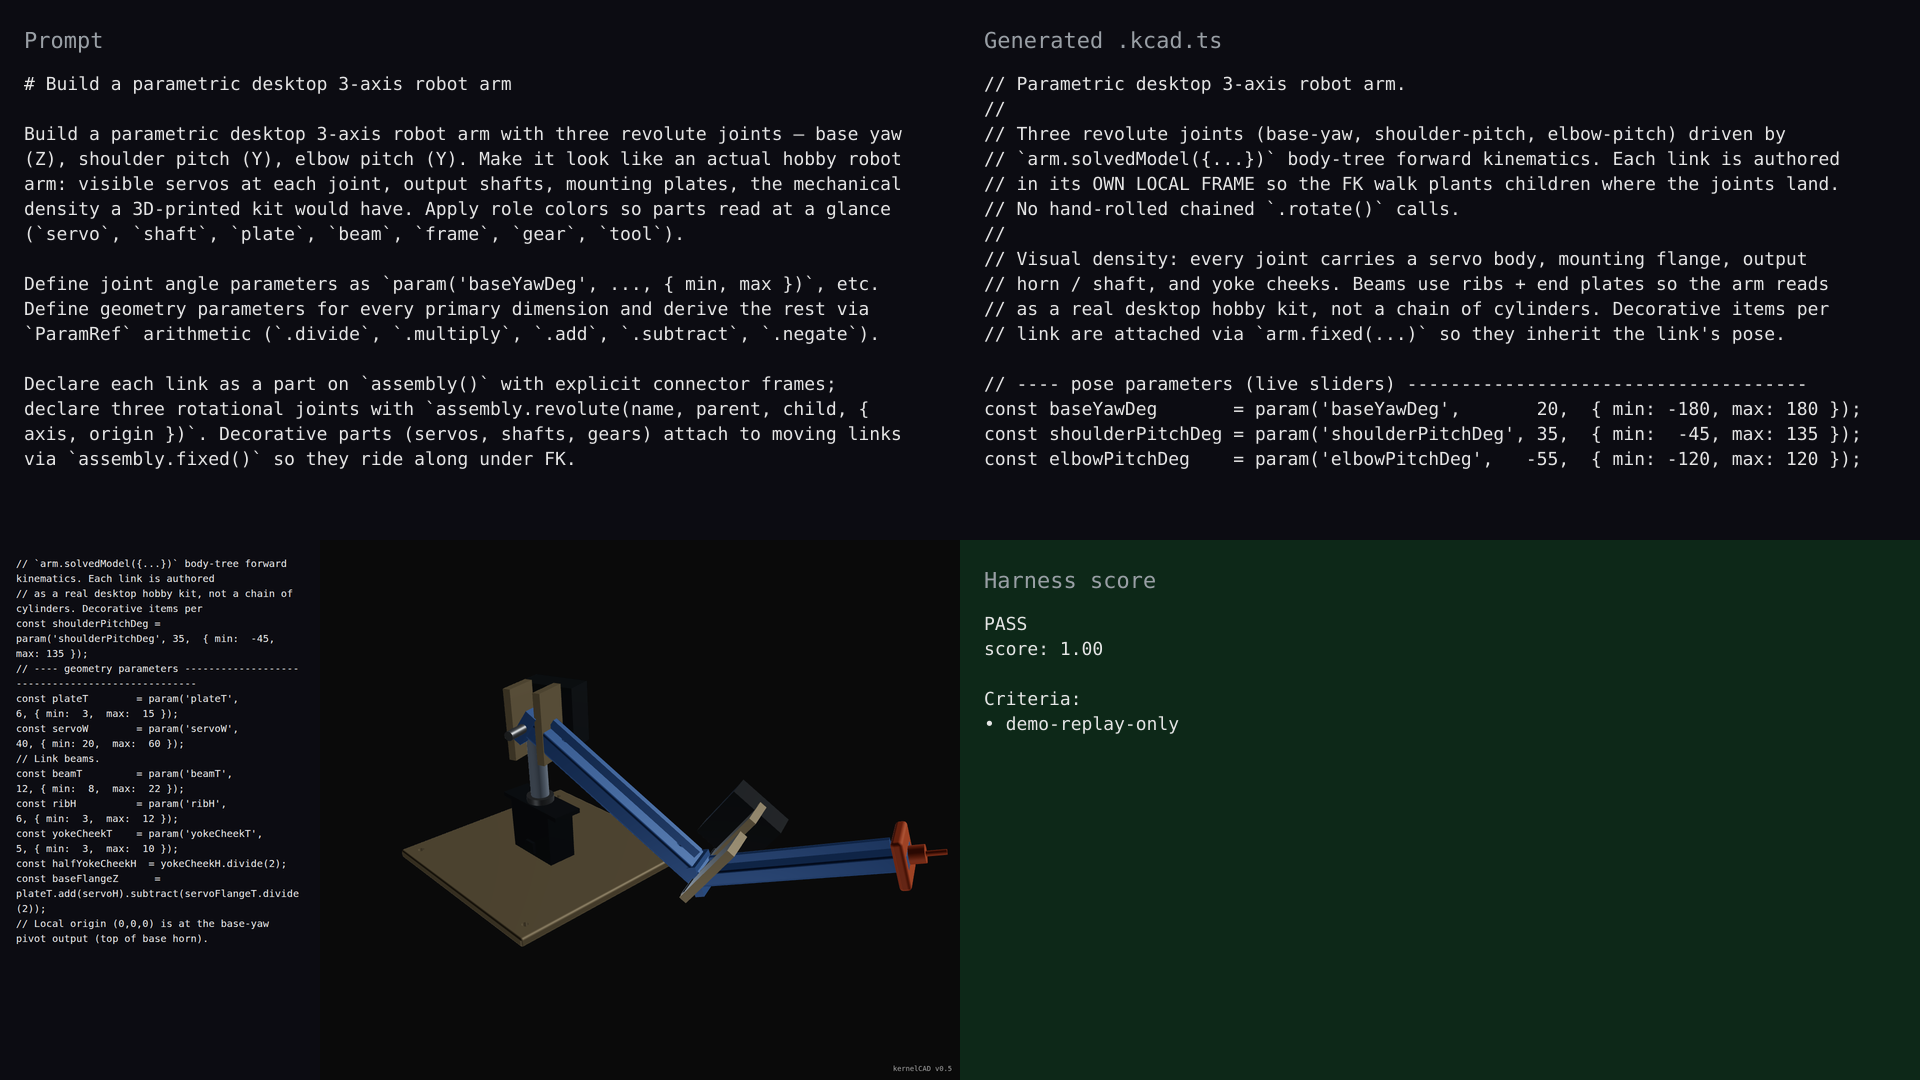 Prompt
# Build a parametric desktop 3-axis robot arm
Build a parametric desktop 3-axis robot arm with three revolute joints — base yaw
(Z), shoulder pitch (Y), elbow pitch (Y). Make it look like an actual hobby robot
arm: visible servos at each joint, output shafts, mounting plates, the mechanical
density a 3D-printed kit would have. Apply role colors so parts read at a glance
(`servo`, `shaft`, `plate`, `beam`, `frame`, `gear`, `tool`).
Define joint angle parameters as `param('baseYawDeg', ..., { min, max })`, etc.
Define geometry parameters for every primary dimension and derive the rest via
`ParamRef` arithmetic (`.divide`, `.multiply`, `.add`, `.subtract`, `.negate`).
Declare each link as a part on `assembly()` with explicit connector frames;
declare three rotational joints with `assembly.revolute(name, parent, child, {
axis, origin })`. Decorative parts (servos, shafts, gears) attach to moving links
via `assembly.fixed()` so they ride along under FK.
Generated .kcad.ts
// Parametric desktop 3-axis robot arm.
//
// Three revolute joints (base-yaw, shoulder-pitch, elbow-pitch) driven by
// `arm.solvedModel({...})` body-tree forward kinematics. Each link is authored
// in its OWN LOCAL FRAME so the FK walk plants children where the joints land.
// No hand-rolled chained `.rotate()` calls.
//
// Visual density: every joint carries a servo body, mounting flange, output
// horn / shaft, and yoke cheeks. Beams use ribs + end plates so the arm reads
// as a real desktop hobby kit, not a chain of cylinders. Decorative items per
// link are attached via `arm.fixed(...)` so they inherit the link's pose.
// ---- pose parameters (live sliders) -------------------------------------
const baseYawDeg       = param('baseYawDeg',       20,  { min: -180, max: 180 });
const shoulderPitchDeg = param('shoulderPitchDeg', 35,  { min:  -45, max: 135 });
const elbowPitchDeg    = param('elbowPitchDeg',   -55,  { min: -120, max: 120 });
// `arm.solvedModel({...})` body-tree forward
kinematics. Each link is authored
// as a real desktop hobby kit, not a chain of
cylinders. Decorative items per
const shoulderPitchDeg =
param('shoulderPitchDeg', 35,  { min:  -45,
max: 135 });
// ---- geometry parameters -------------------
------------------------------
const plateT        = param('plateT',
6, { min:  3,  max:  15 });
const servoW        = param('servoW',
40, { min: 20,  max:  60 });
// Link beams.
const beamT         = param('beamT',
12, { min:  8,  max:  22 });
const ribH          = param('ribH',
6, { min:  3,  max:  12 });
const yokeCheekT    = param('yokeCheekT',
5, { min:  3,  max:  10 });
const halfYokeCheekH  = yokeCheekH.divide(2);
const baseFlangeZ      =
plateT.add(servoH).subtract(servoFlangeT.divide
(2));
// Local origin (0,0,0) is at the base-yaw
pivot output (top of base horn).
kernelCAD v0.5
Harness score
PASS
score: 1.00
Criteria:
• demo-replay-only